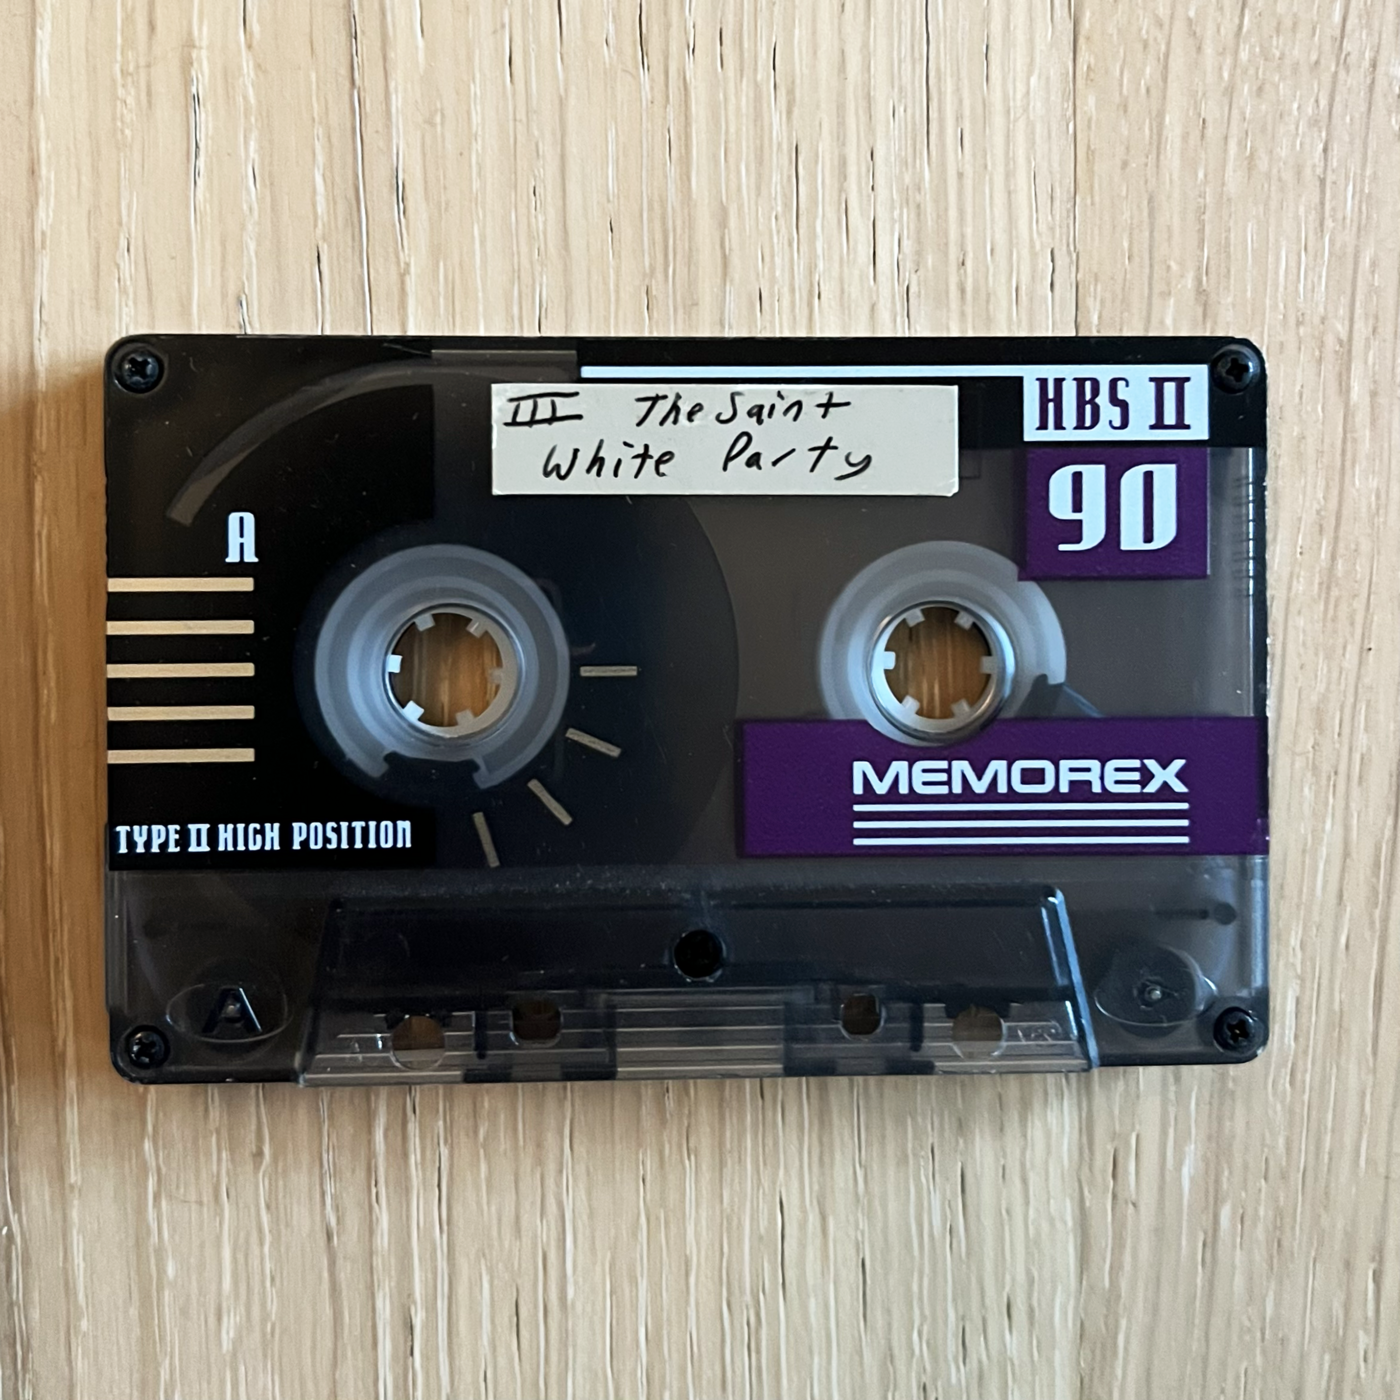 III The Saint
White Party
HBS II
90
A
MEMOREX
TYPE II HIGH POSITION
A